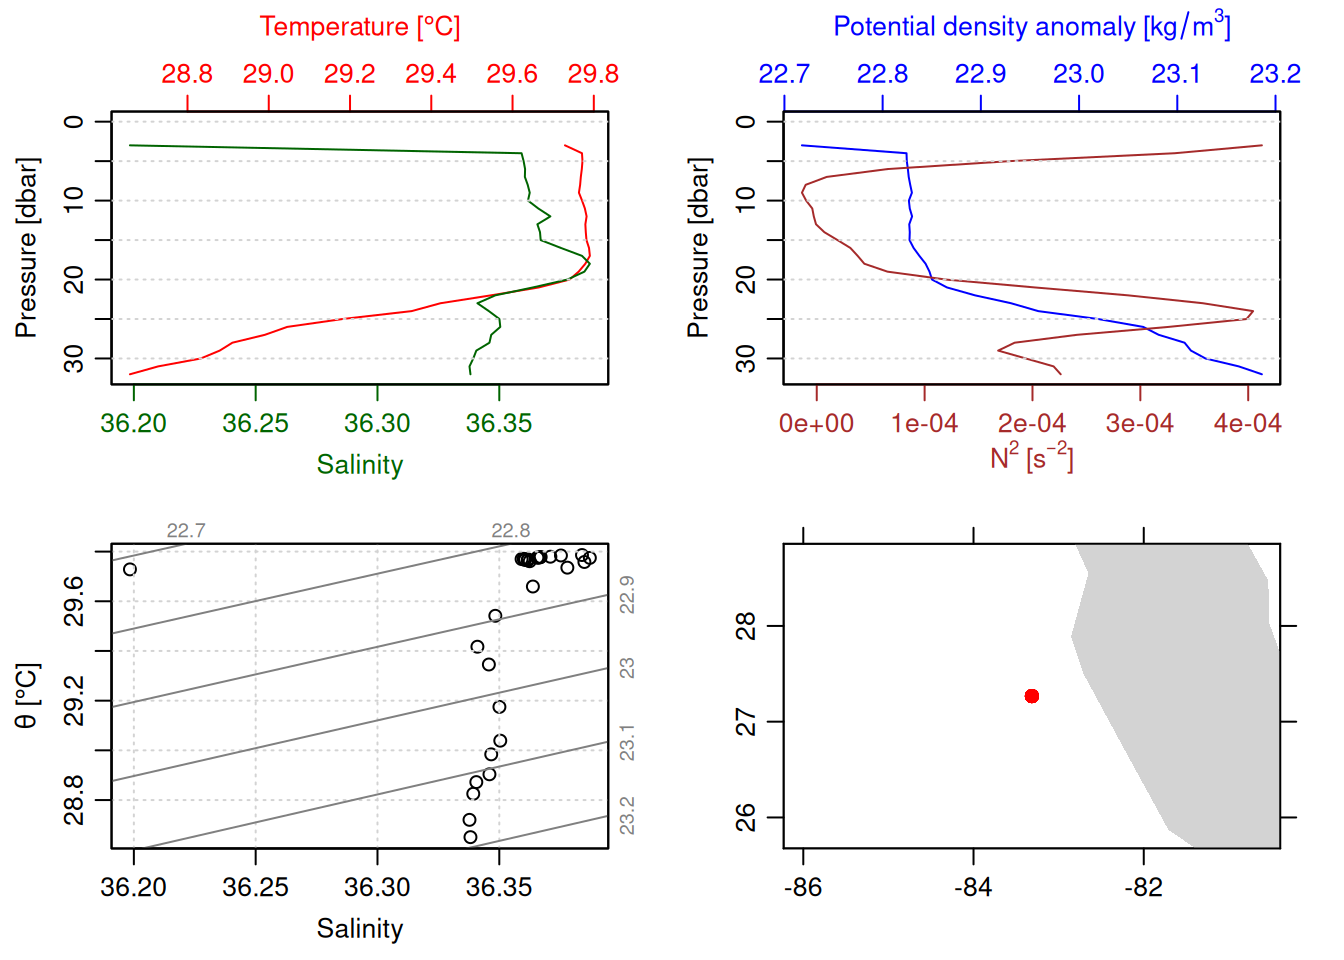 Temperature [°C]
28.8 29.0 29.2 29.4 29.6 29.8
Pressure [dbar]
0
10
20
30
36.20 36.25 36.30 36.35
Salinity
Potential density anomaly [kg/m³]
22.7 22.8 22.9 23.0 23.1 23.2
Pressure [dbar]
0
10
20
30
0e+00 1e-04 2e-04 3e-04 4e-04
N² [s⁻²]
22.7 22.8
θ [°C]
29.6
29.2
28.8
22.9
23
23.1
23.2
36.20 36.25 36.30 36.35
Salinity
28
27
26
-86 -84 -82